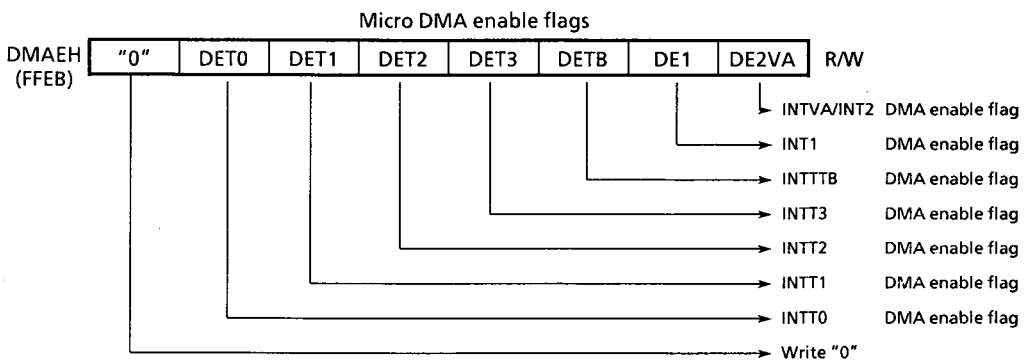 Micro DMA enable flags
DMAEH "0" DET0 DET1 DET2 DET3 DETB DE1 DE2VA R/W
(FFEB)
INTVA/INT2 DMA enable flag
INT1 DMA enable flag
INTTTB DMA enable flag
INTT3 DMA enable flag
INTT2 DMA enable flag
INTT1 DMA enable flag
INTT0 DMA enable flag
Write "0"